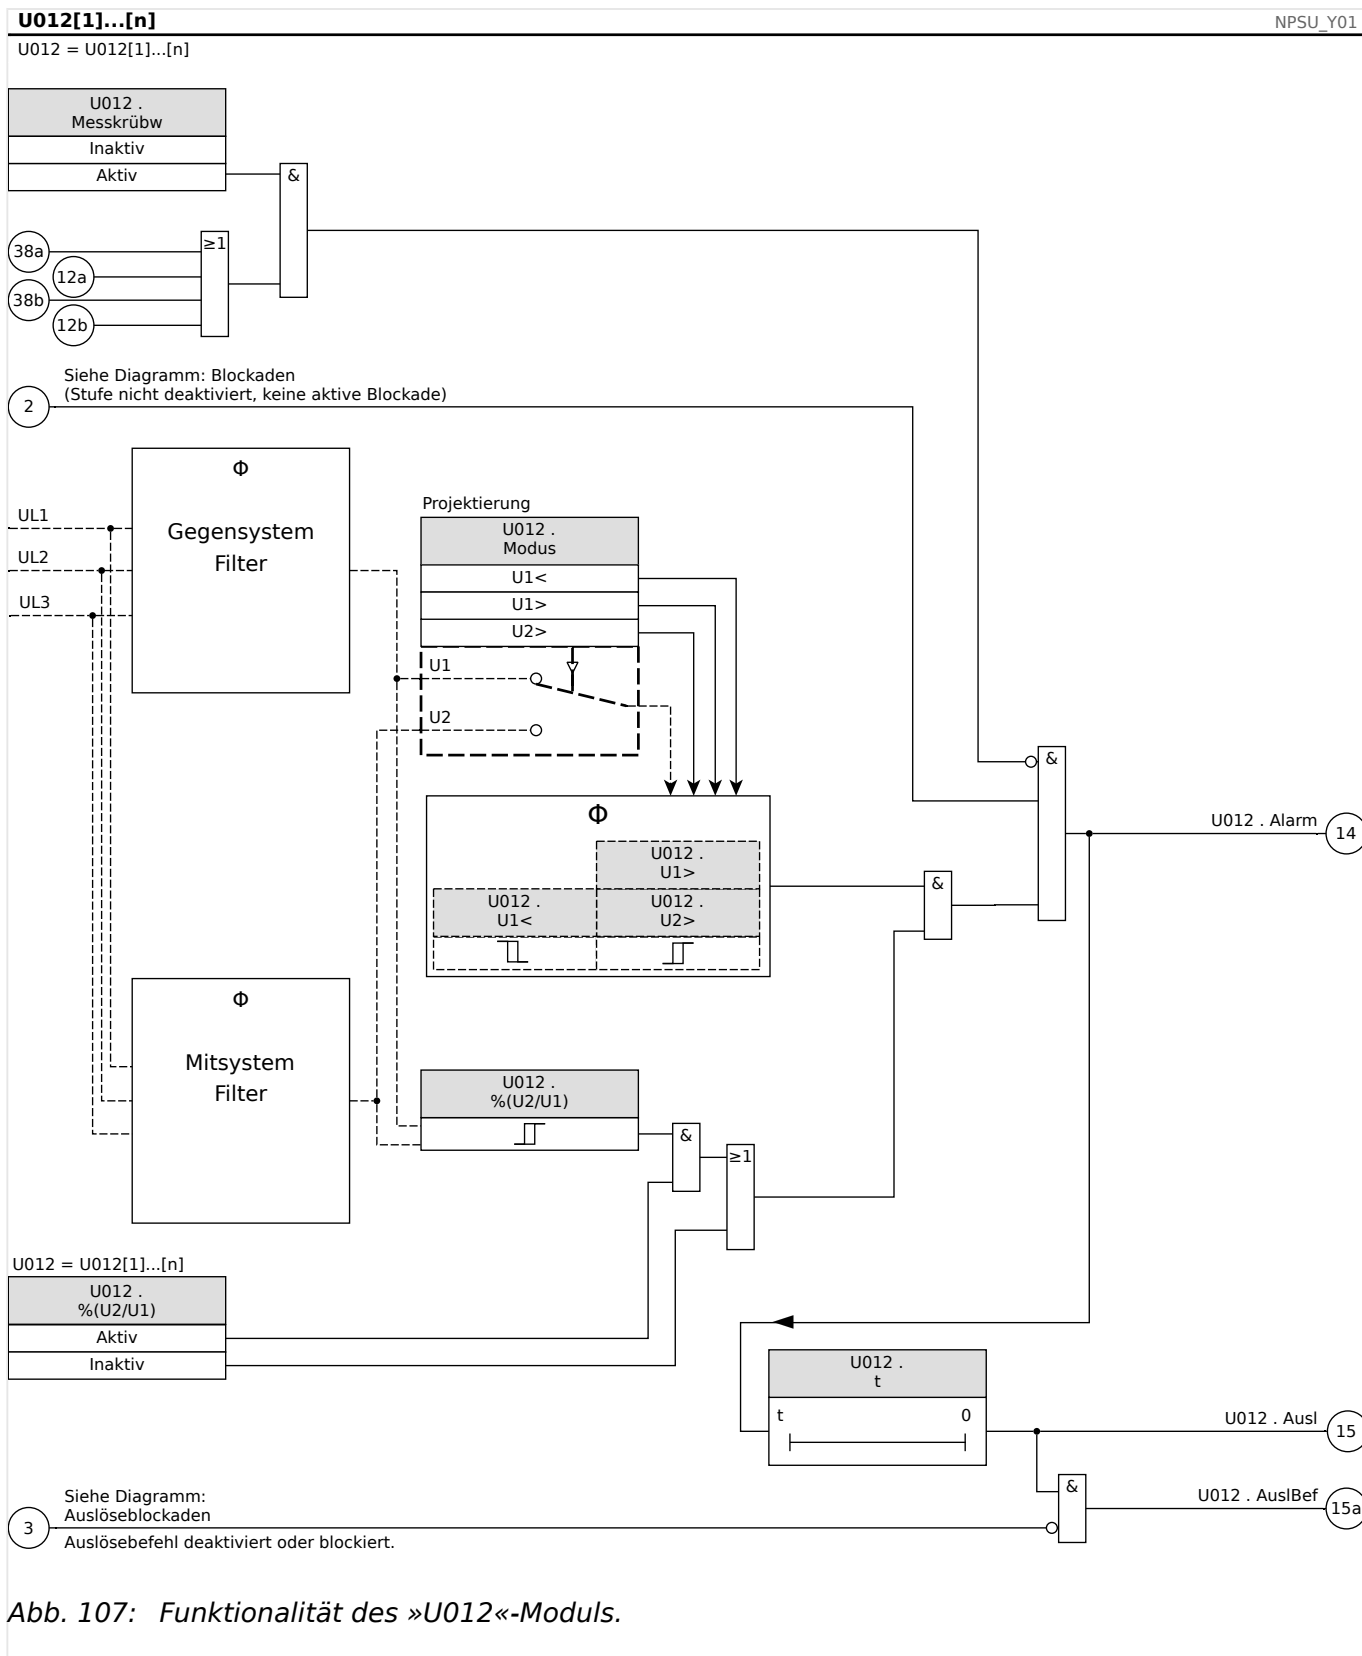 U012[1]...[n]
NPSU_Y01
U012 = U012[1]...[n]
U012 .
Messkrübw
Inaktiv
Aktiv
&
38a
≥1
12a
38b
12b
Siehe Diagramm: Blockaden
(Stufe nicht deaktiviert, keine aktive Blockade)
2
Φ
Gegensystem
Filter
UL1
UL2
UL3
Projektierung
U012 .
Modus
U1<
U1>
U2>
U1
U2
&
Φ
U012 .
U1>
U012 .
U1<
U012 .
U2>
U012 . Alarm
14
&
Φ
Mitsystem
Filter
U012 .
%(U2/U1)
&
≥1
U012 = U012[1]...[n]
U012 .
%(U2/U1)
Aktiv
Inaktiv
U012 .
t
t
0
U012 . Ausl
15
&
U012 . AuslBef
15a
Siehe Diagramm:
Auslöseblockaden
3
Auslösebefehl deaktiviert oder blockiert.
Abb. 107: Funktionalität des »U012«-Moduls.